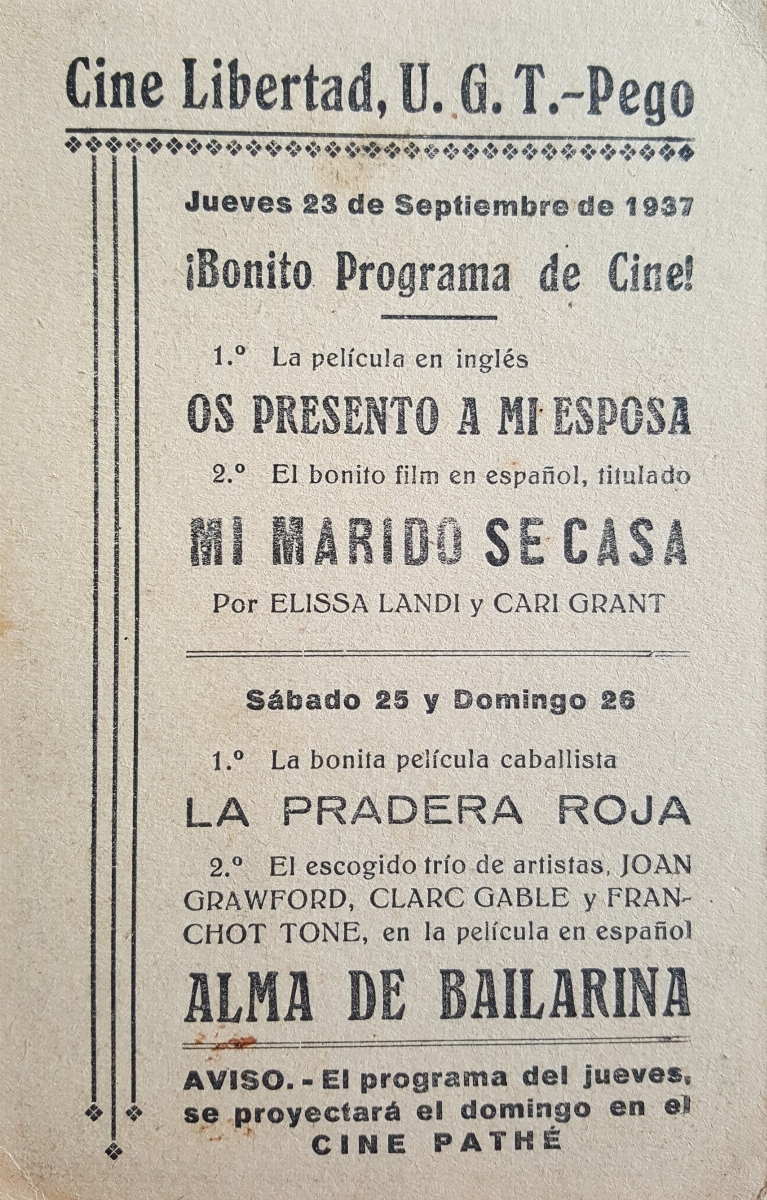 Cine Libertad, U. G. T.-Pego
Jueves 23 de Septiembre de 1937
¡Bonito Programa de Cine!
1.º La película en inglés
OS PRESENTO A MI ESPOSA
2.º El bonito film en español, titulado
MI MARIDO SE CASA
Por ELISSA LANDI y CARI GRANT
Sábado 25 y Domingo 26
1.º La bonita película caballista
LA PRADERA ROJA
2.º El escogido trío de artistas, JOAN
GRAWFORD, CLARC GABLE y FRAN-
CHOT TONE, en la película en español
ALMA DE BAILARINA
AVISO.- El programa del jueves,
se proyectará el domingo en el
CINE PATHÉ